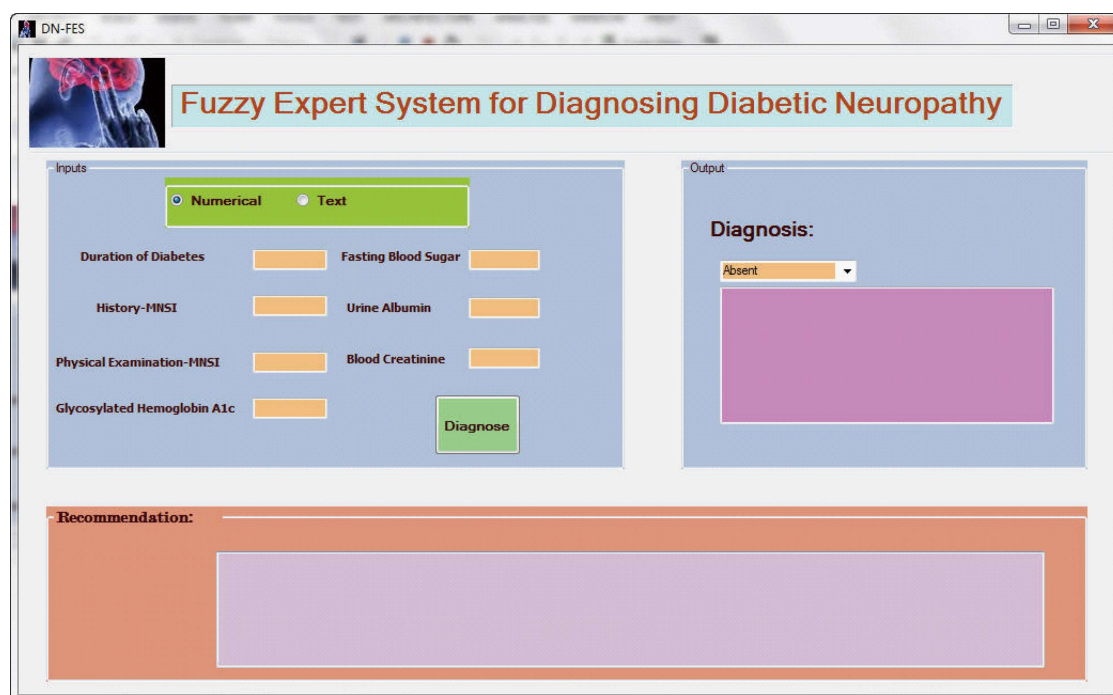 DN-FES
Fuzzy Expert System for Diagnosing Diabetic Neuropathy
Inputs
Numerical Text
Duration of Diabetes Fasting Blood Sugar
History-MNSI Urine Albumin
Physical Examination-MNSI Blood Creatinine
Glycosylated Hemoglobin A1c
Diagnose
Output
Diagnosis:
Absent
Recommendation: